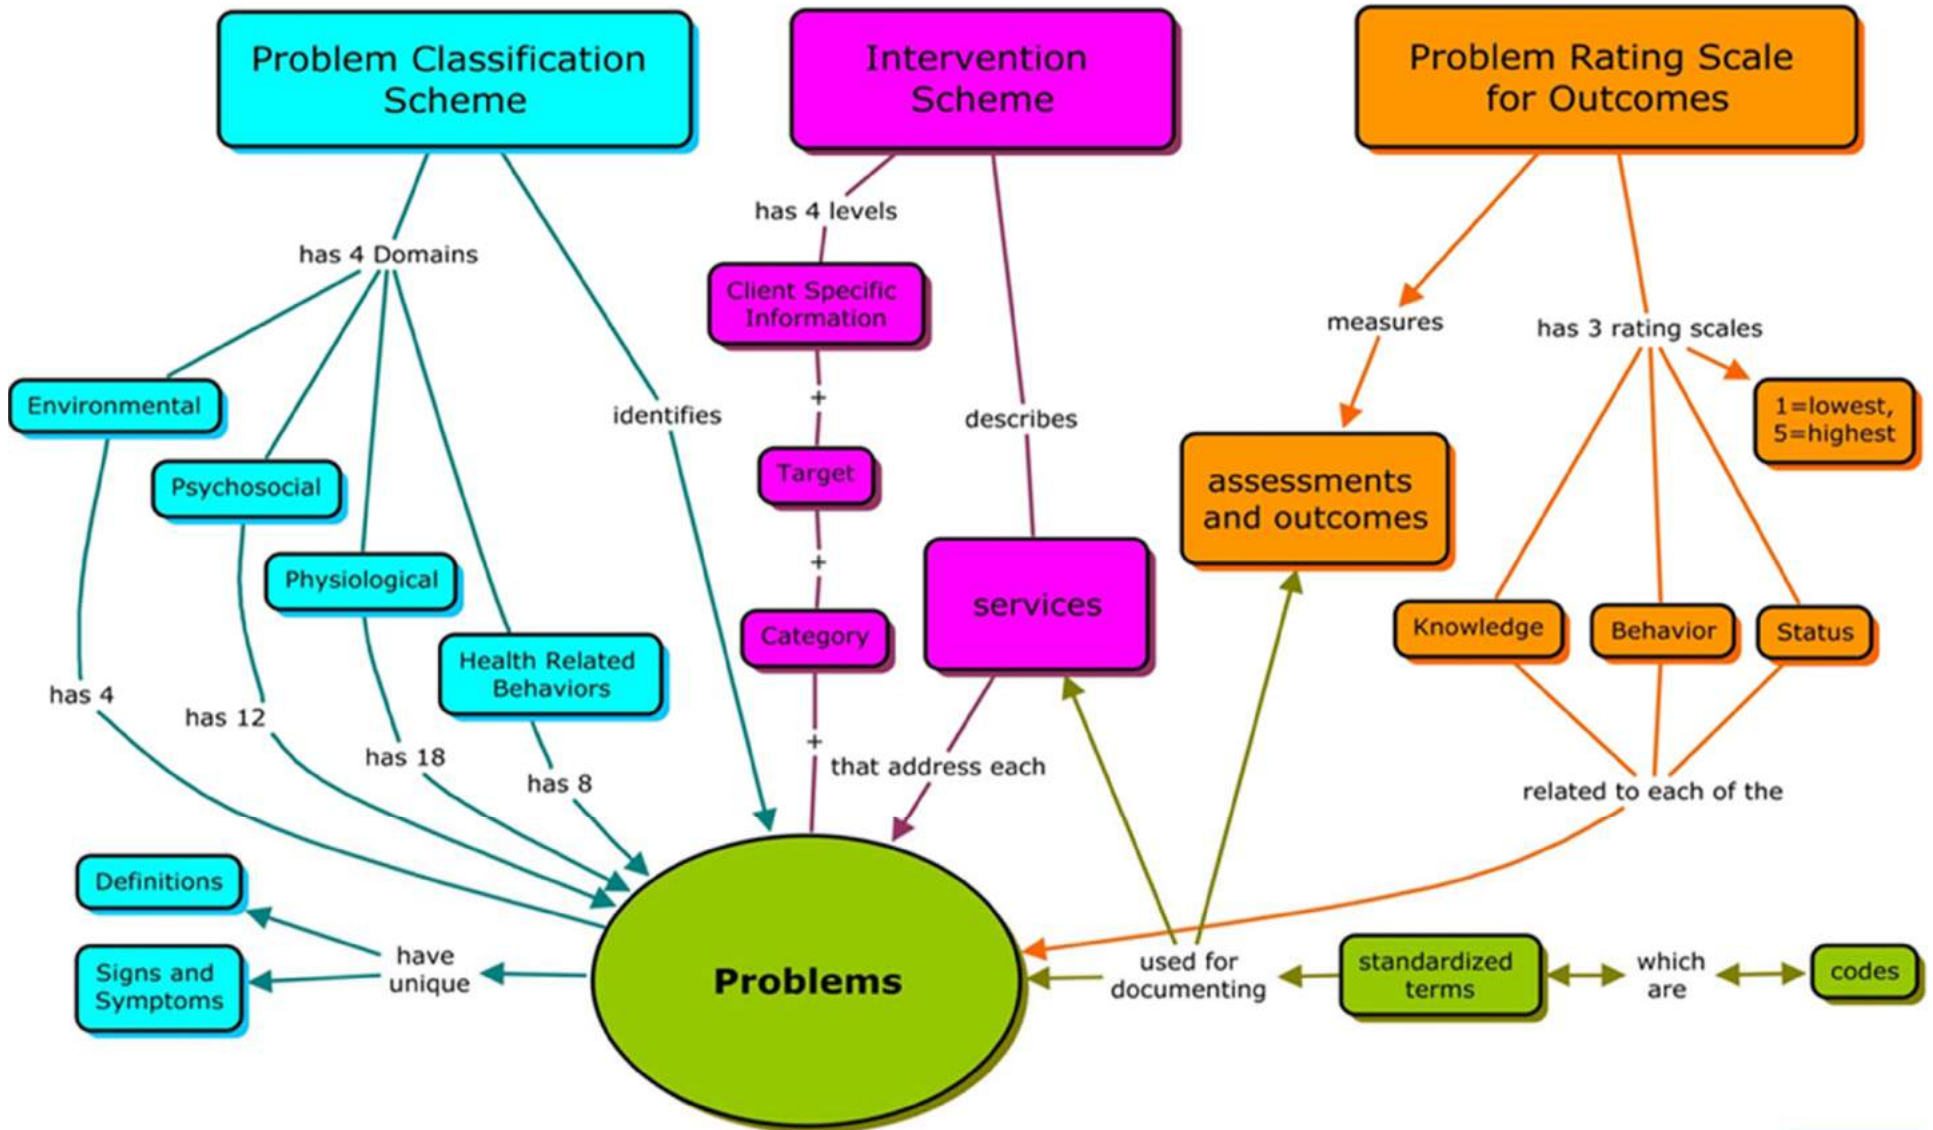 Problem Classification
Scheme
Intervention
Scheme
Problem Rating Scale
for Outcomes
has 4 Domains
has 4 levels
Client Specific
Information
measures
has 3 rating scales
1=lowest,
5=highest
Environmental
identifies
+
describes
Psychosocial
Target
assessments
and outcomes
Physiological
+
services
Category
Knowledge
Behavior
Status
Health Related
Behaviors
has 4
has 12
has 18
has 8
+
that address each
related to each of the
Definitions
Signs and
Symptoms
have
unique
Problems
used for
documenting
standardized
terms
which
are
codes